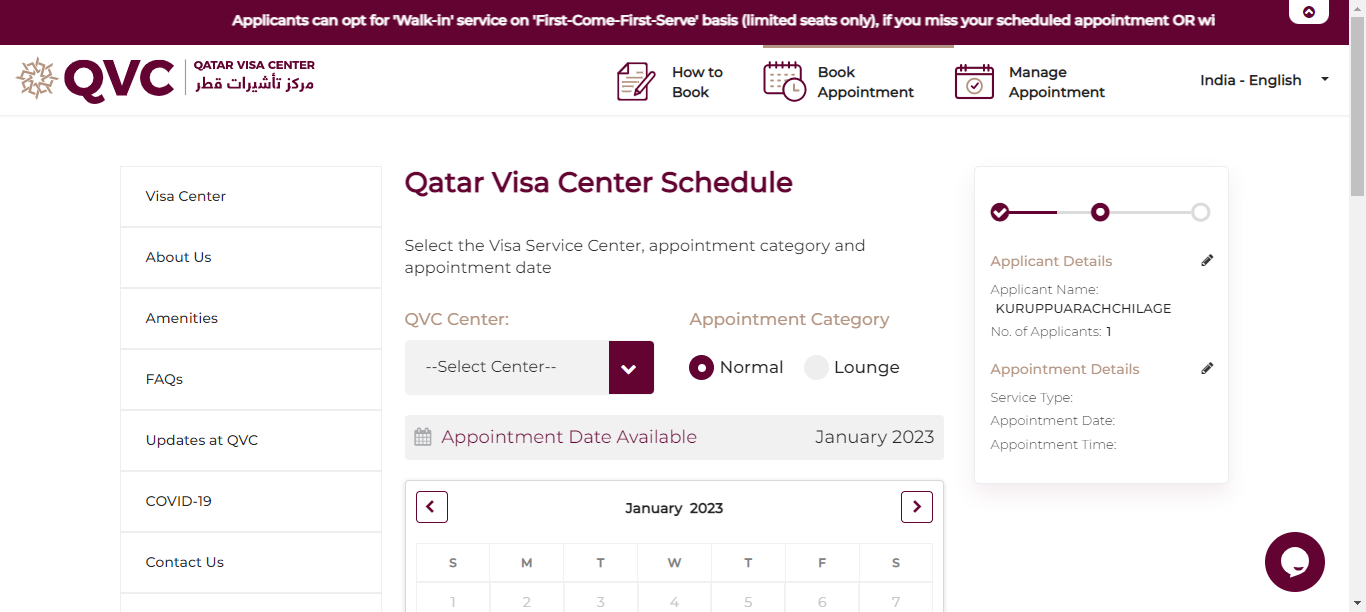 Applicants can opt for 'Walk-in' service on 'First-Come-First-Serve' basis (limited seats only), if you miss your scheduled appointment OR wi
QVC
QATAR VISA CENTER
مركز تأشيرات قطر
How to
Book
Book
Appointment
Manage
Appointment
India - English
Visa Center
About Us
Amenities
FAQs
Updates at QVC
COVID-19
Contact Us
Qatar Visa Center Schedule
Select the Visa Service Center, appointment category and
appointment date
QVC Center:
Appointment Category
--Select Center--
Normal
Lounge
Appointment Date Available
January 2023
January 2023
S M T W T F S
1 2 3 4 5 6 7
Applicant Details
Applicant Name:
KURUPPUARACHCHILAGE
No. of Applicants: 1
Appointment Details
Service Type:
Appointment Date:
Appointment Time: